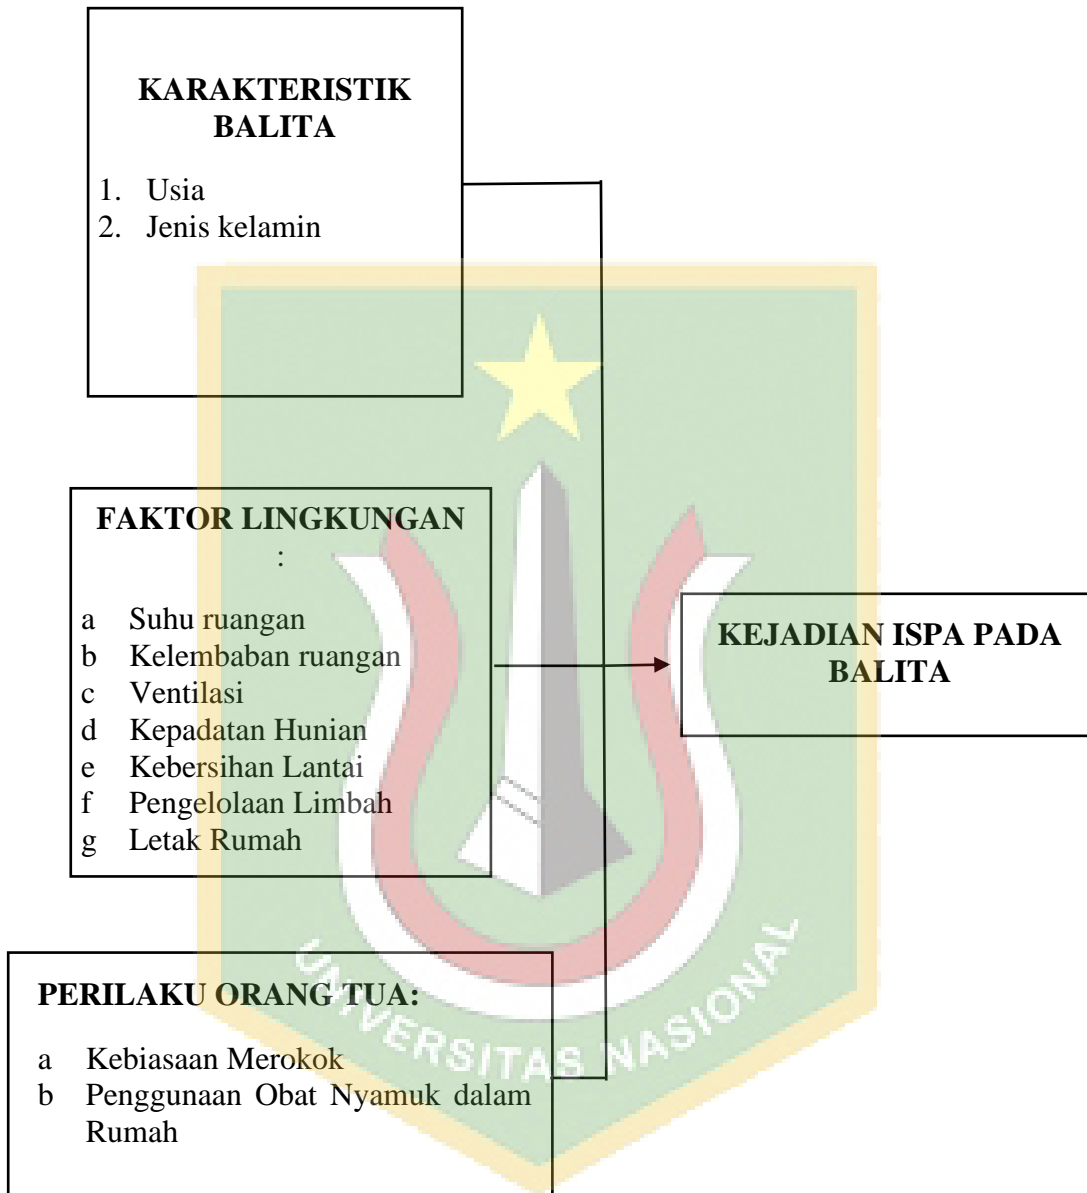 KARAKTERISTIK
BALITA
1. Usia
2. Jenis kelamin
FAKTOR LINGKUNGAN
:
a Suhu ruangan
b Kelembaban ruangan
c Ventilasi
d Kepadatan Hunian
e Kebersihan Lantai
f Pengelolaan Limbah
g Letak Rumah
KEJADIAN ISPA PADA
BALITA
PERILAKU ORANG TUA:
a Kebiasaan Merokok
b Penggunaan Obat Nyamuk dalam
Rumah
UNIVERSITAS NASIONAL